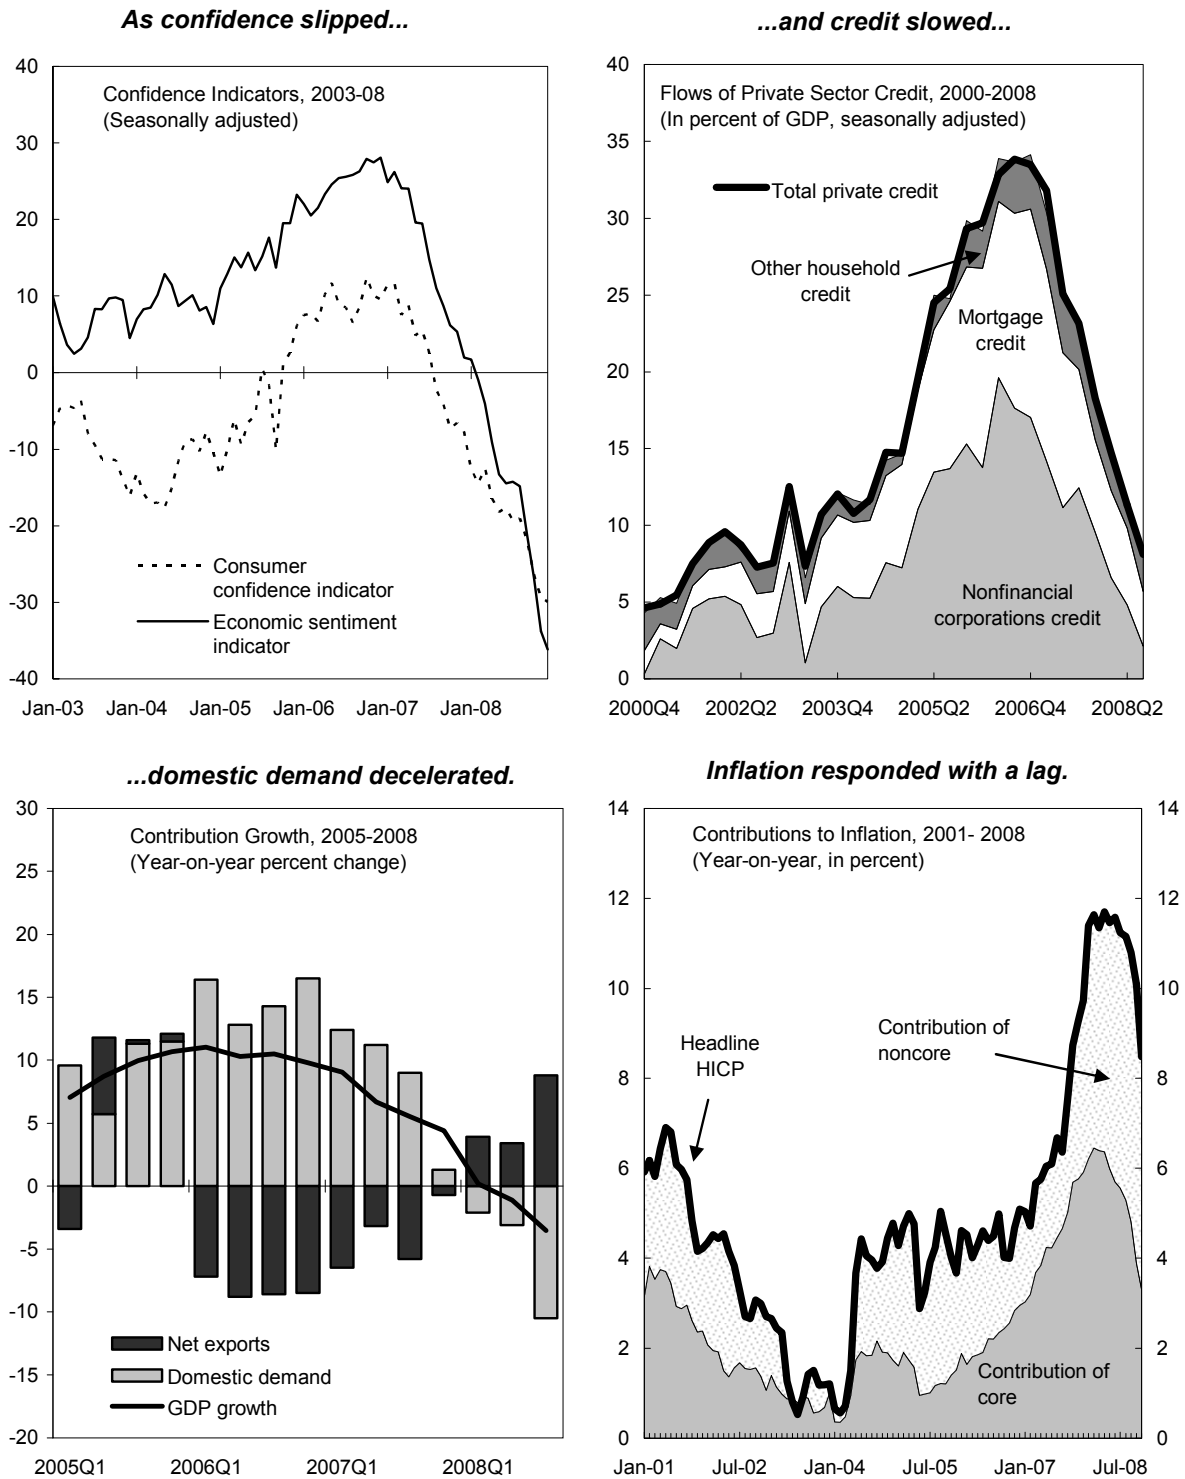 As confidence slipped...
40
30
20
10
0
-10
-20
-30
-40
Confidence Indicators, 2003-08
(Seasonally adjusted)
Consumer
confidence indicator
Economic sentiment
indicator
Jan-03 Jan-04 Jan-05 Jan-06 Jan-07 Jan-08
...and credit slowed...
40
35
30
25
20
15
10
5
0
Flows of Private Sector Credit, 2000-2008
(In percent of GDP, seasonally adjusted)
Total private credit
Other household
credit
Mortgage
credit
Nonfinancial
corporations credit
2000Q4 2002Q2 2003Q4 2005Q2 2006Q4 2008Q2
...domestic demand decelerated.
30
25
20
15
10
5
0
-5
-10
-15
-20
Contribution Growth, 2005-2008
(Year-on-year percent change)
Net exports
Domestic demand
GDP growth
2005Q1 2006Q1 2007Q1 2008Q1
Inflation responded with a lag.
14
12
10
8
6
4
2
0
Contributions to Inflation, 2001- 2008
(Year-on-year, in percent)
Headline
HICP
Contribution of
noncore
Contribution of
core
14
12
10
8
6
4
2
0
Jan-01 Jul-02 Jan-04 Jul-05 Jan-07 Jul-08